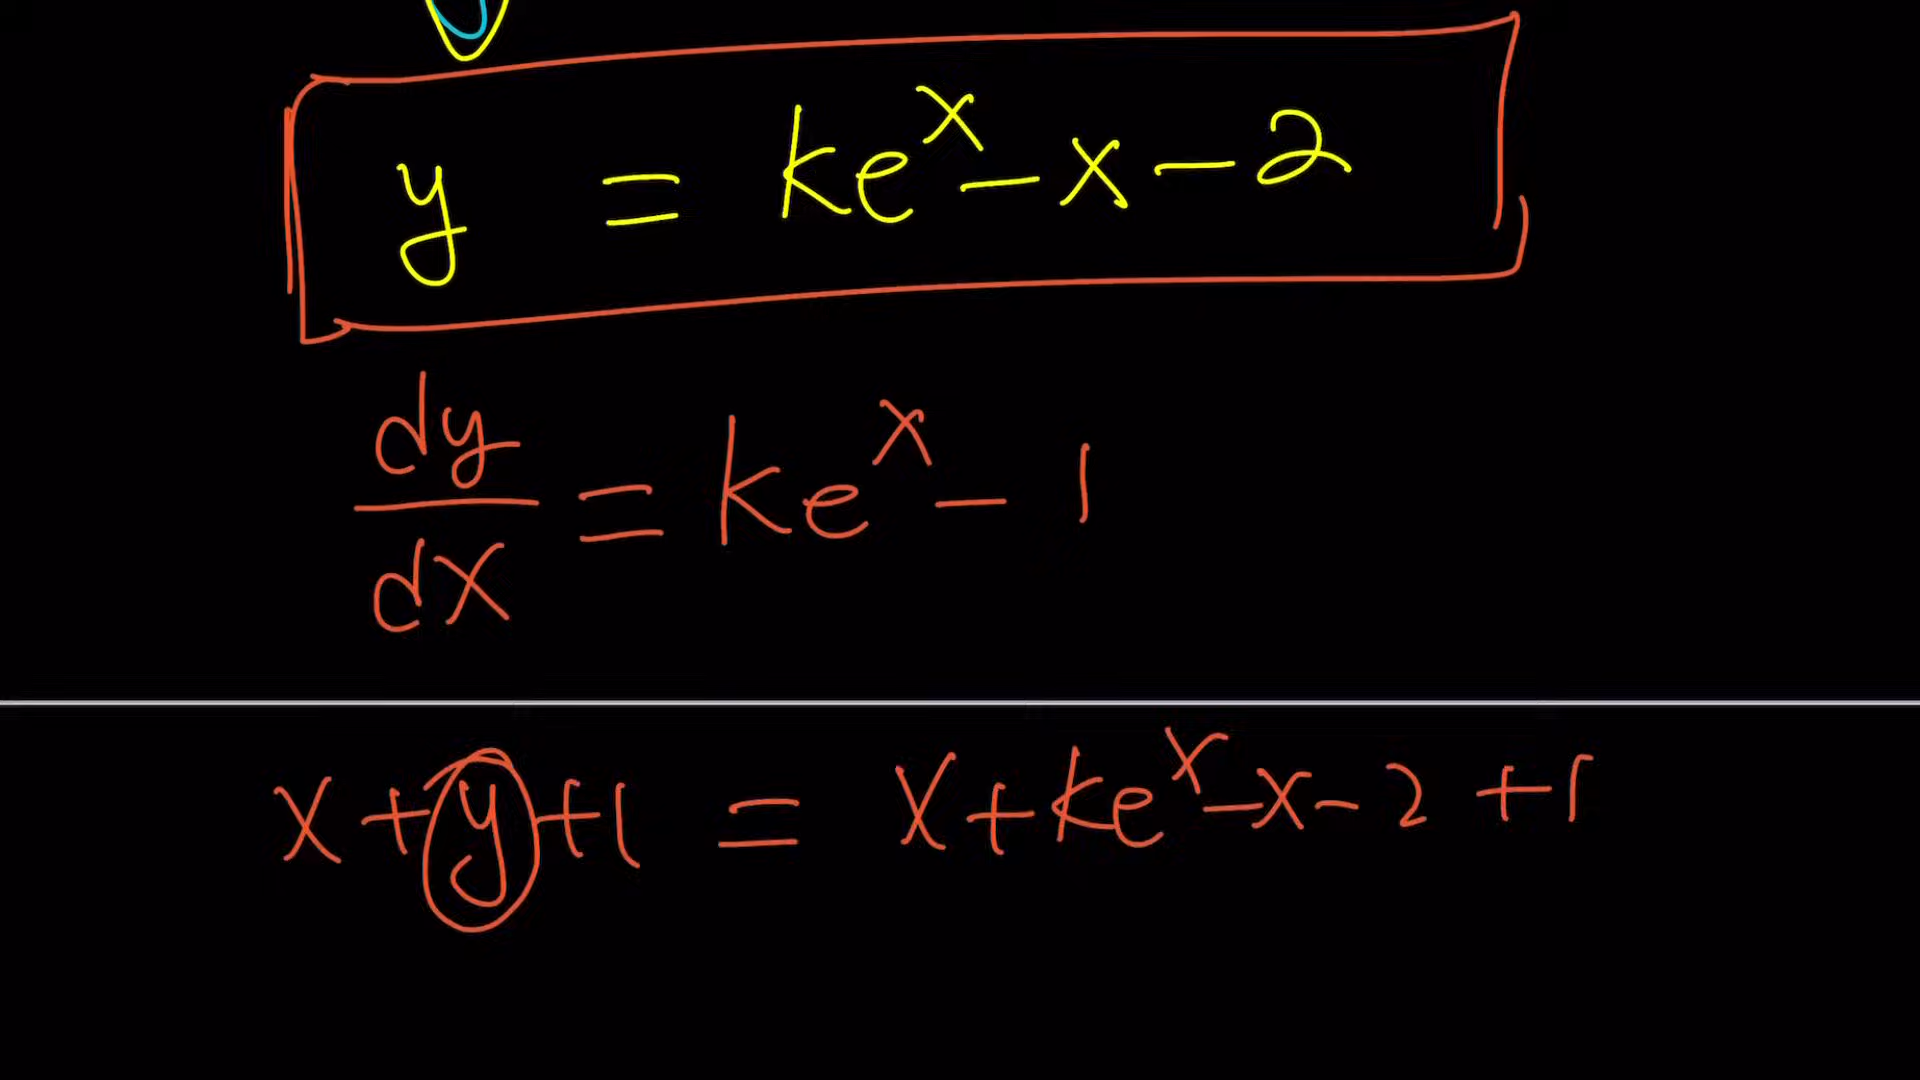 y = ke^x - x - 2
dy/dx = ke^x - 1
x + y + 1 = x + ke^x - x - 2 + 1